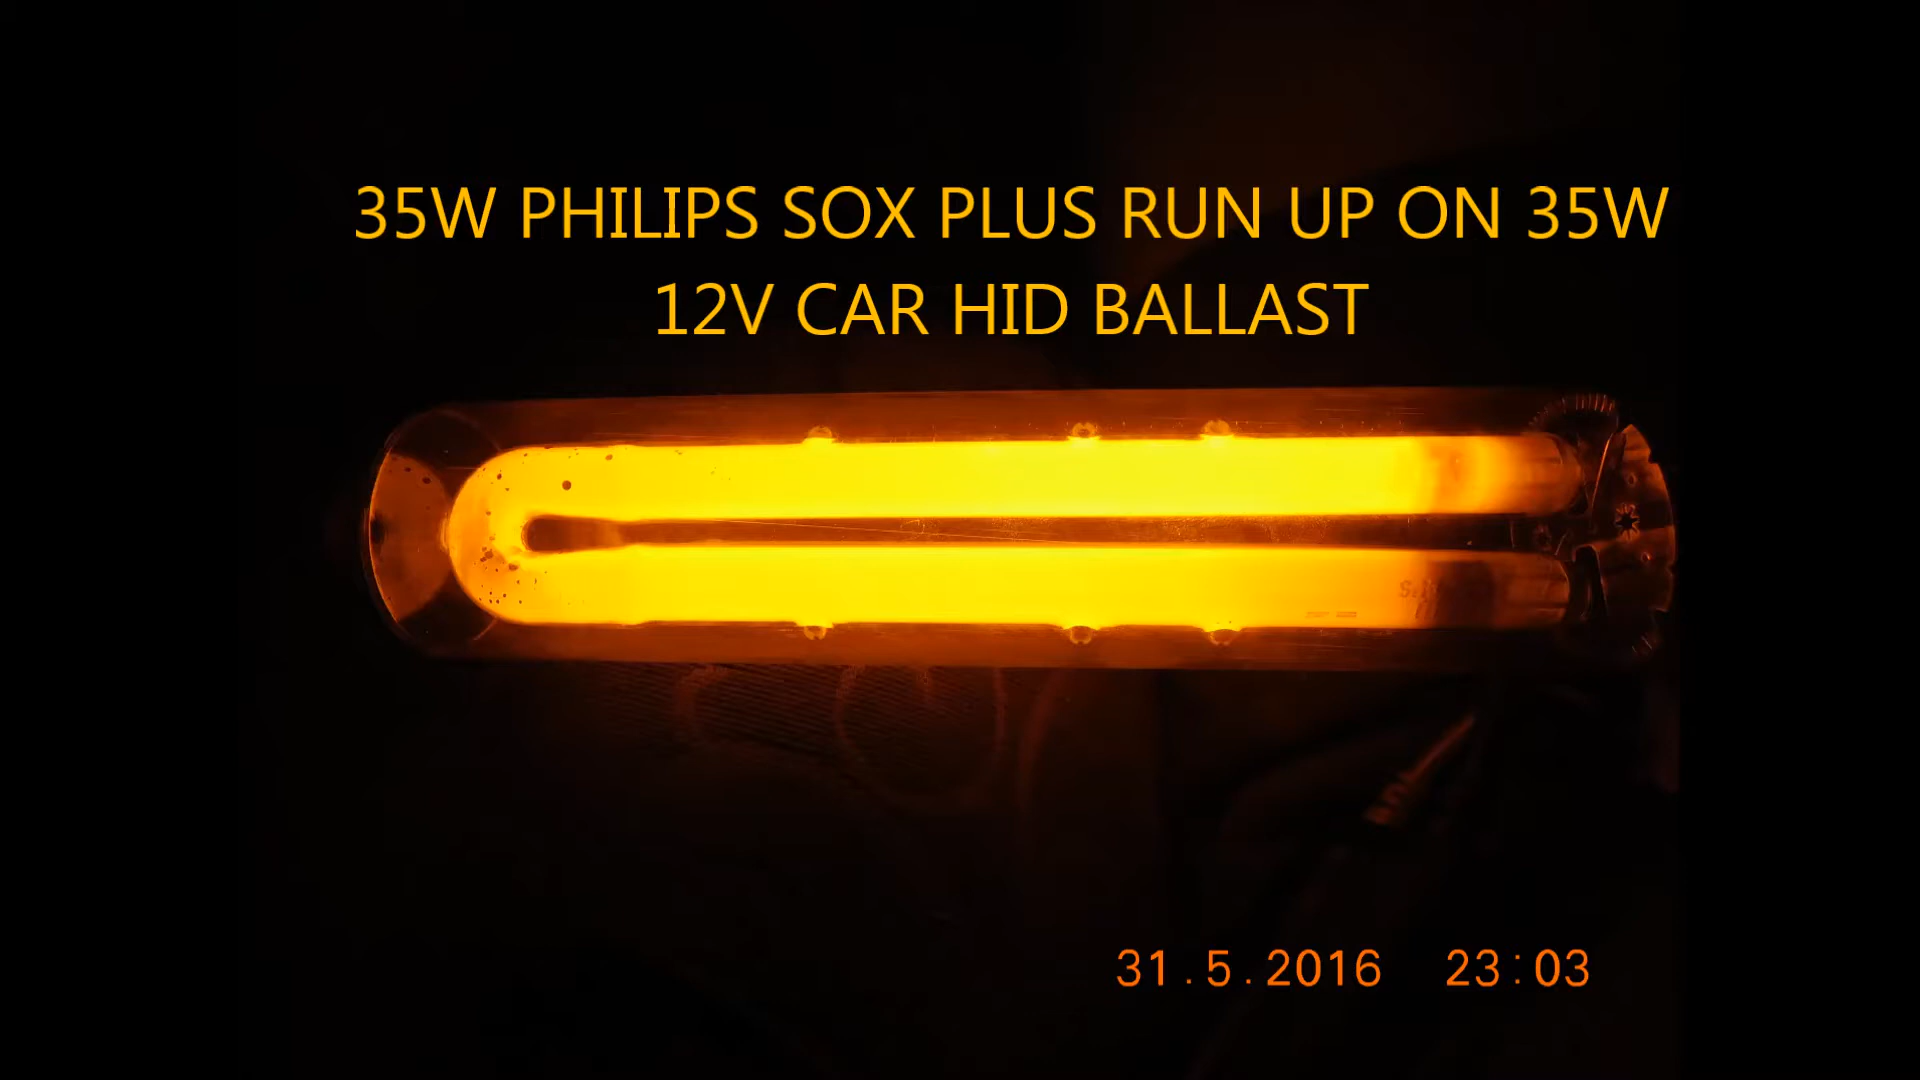 35W PHILIPS SOX PLUS RUN UP ON 35W
12V CAR HID BALLAST
31.5.2016 23:03